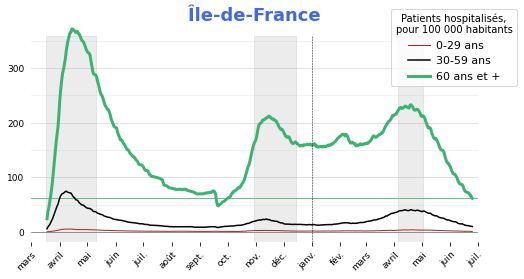 Île-de-France
Patients hospitalisés,
pour 100 000 habitants
0-29 ans
30-59 ans
60 ans et +
300
200
100
0
mars
avril
mai
juin
juil.
août
sept.
oct.
nov.
déc.
janv.
fév.
mars
avril
mai
juin
juil.